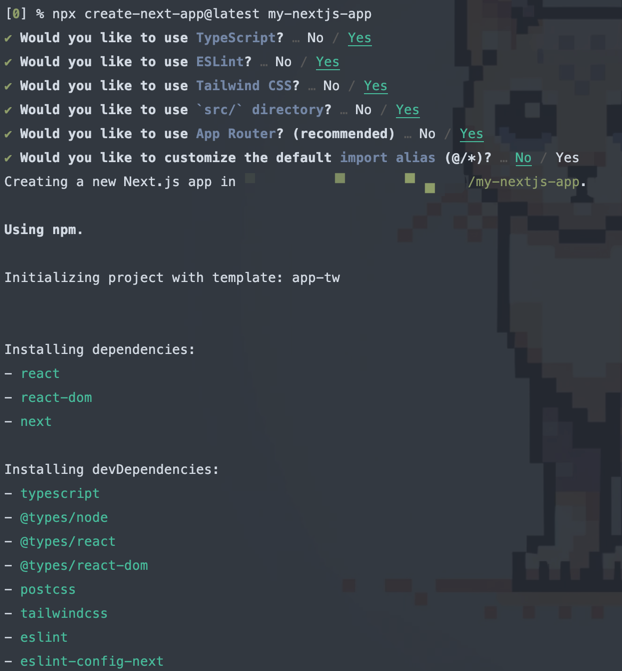 [0] % npx create-next-app@latest my-nextjs-app
✔ Would you like to use TypeScript? … No / Yes
✔ Would you like to use ESLint? … No / Yes
✔ Would you like to use Tailwind CSS? … No / Yes
✔ Would you like to use `src/` directory? … No / Yes
✔ Would you like to use App Router? (recommended) … No / Yes
✔ Would you like to customize the default import alias (@/*)? … No / Yes
Creating a new Next.js app in /my-nextjs-app.
Using npm.
Initializing project with template: app-tw
Installing dependencies:
- react
- react-dom
- next
Installing devDependencies:
- typescript
- @types/node
- @types/react
- @types/react-dom
- postcss
- tailwindcss
- eslint
- eslint-config-next